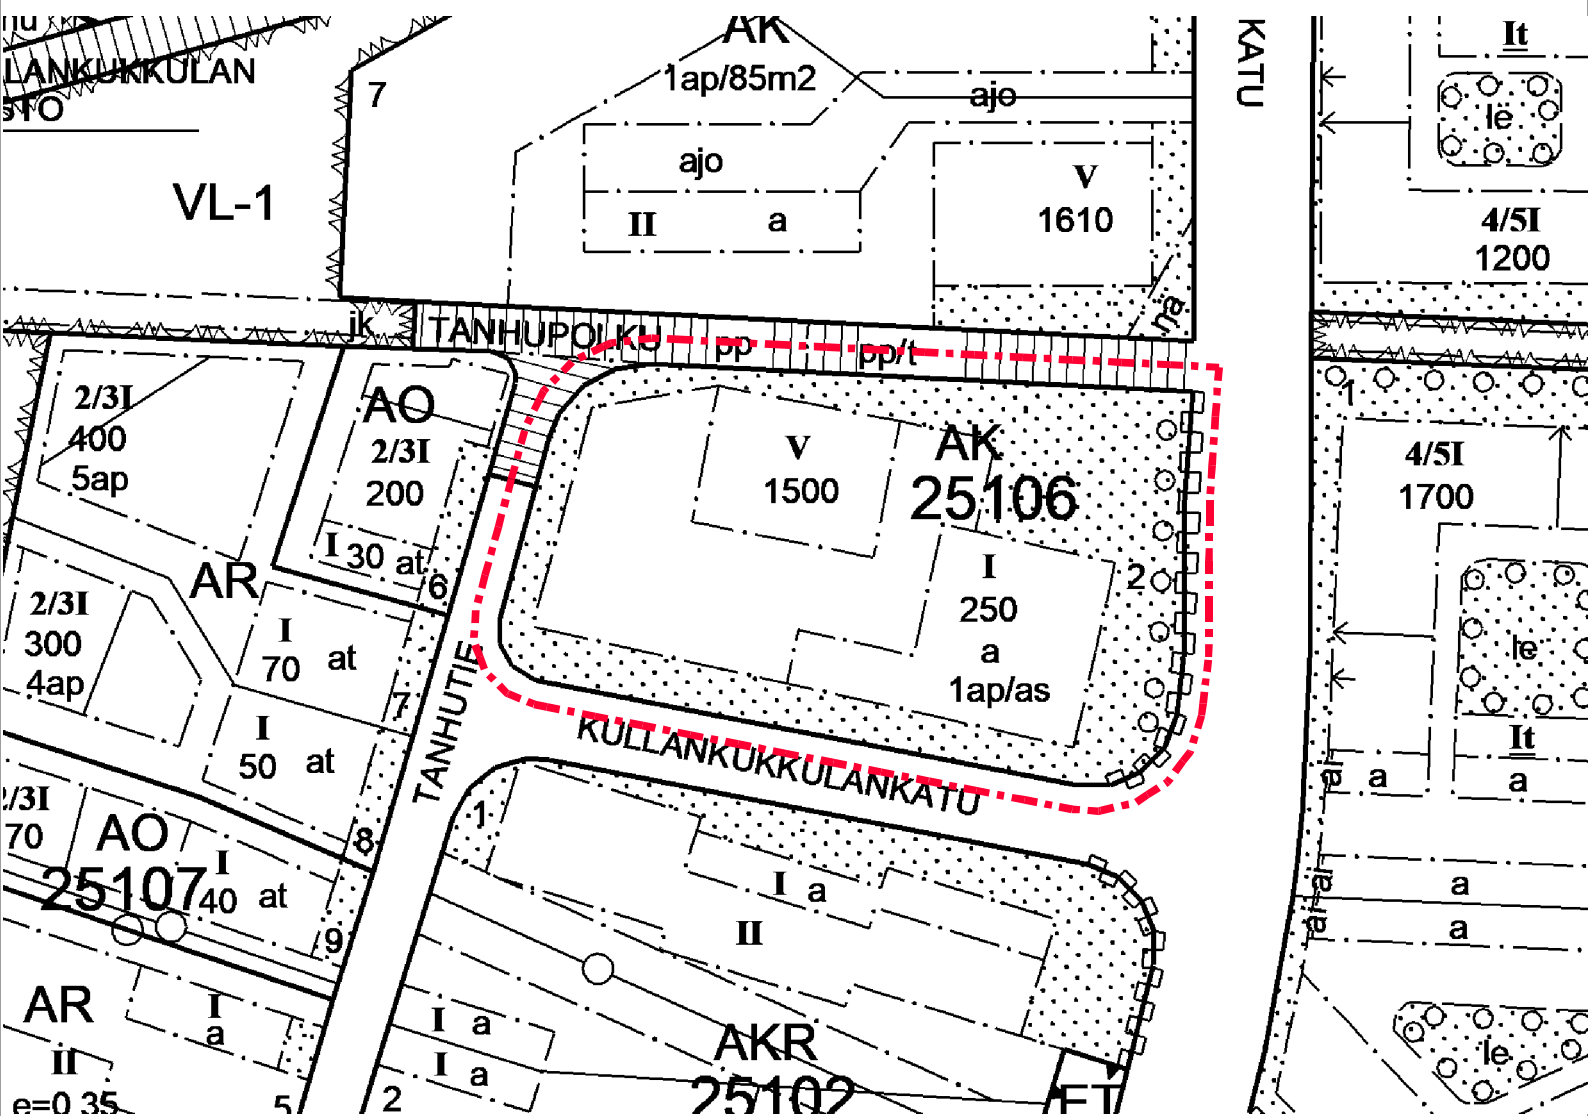 LANKUKKULAN
STO
7
AK
1ap/85m2
ajo
KATU
It
le
VL-1
ajo
II a
V
1610
na
4/5I
1200
jk
TANHUPOLKU
pp
pp/t
1
2/3I
400
5ap
AO
2/3I
200
I 30 at
6
V
1500
AK
25106
I
250
a
1ap/as
2
4/5I
1700
le
It
a
a
AR
2/3I
300
4ap
I
70 at
7
I
50 at
8
TANHUTIE
KULLANKUKKULANKATU
1
2/3I
70
AO
25107
I
40 at
9
I a
II
a
a
AR
I
a
II
e=0.35
5
I a
I a
2
AKR
25102
ET
le